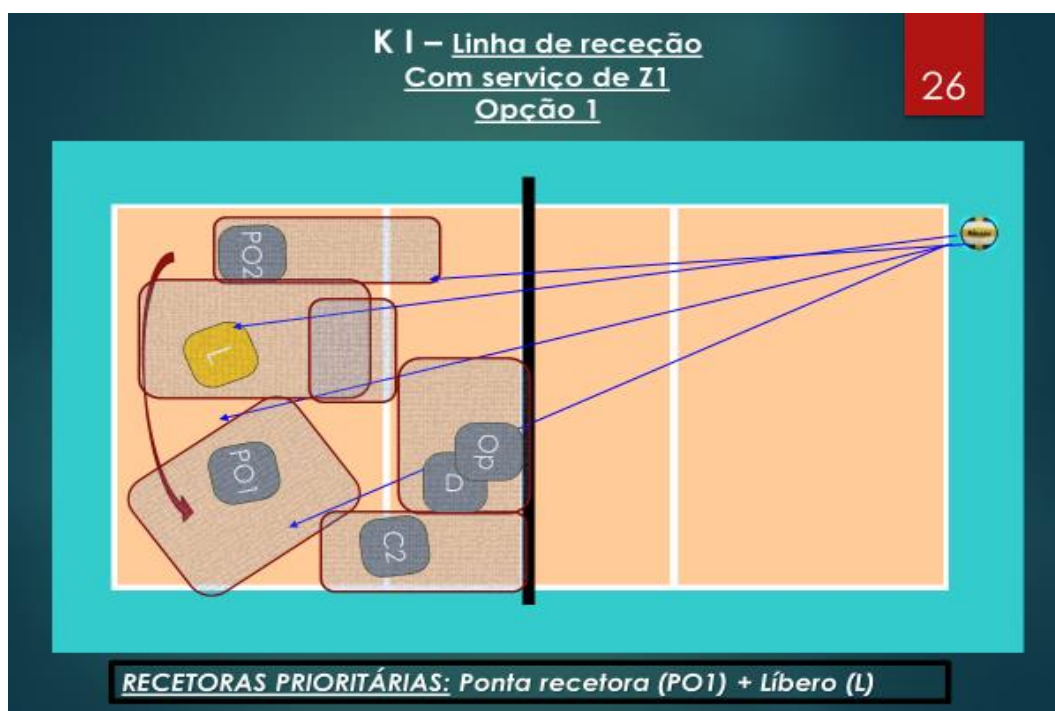 K I – Linha de receção
Com serviço de Z1
Opção 1
26
PO2
L
PO1
Op
D
C2
RECETORAS PRIORITÁRIAS: Ponta recetora (PO1) + Líbero (L)